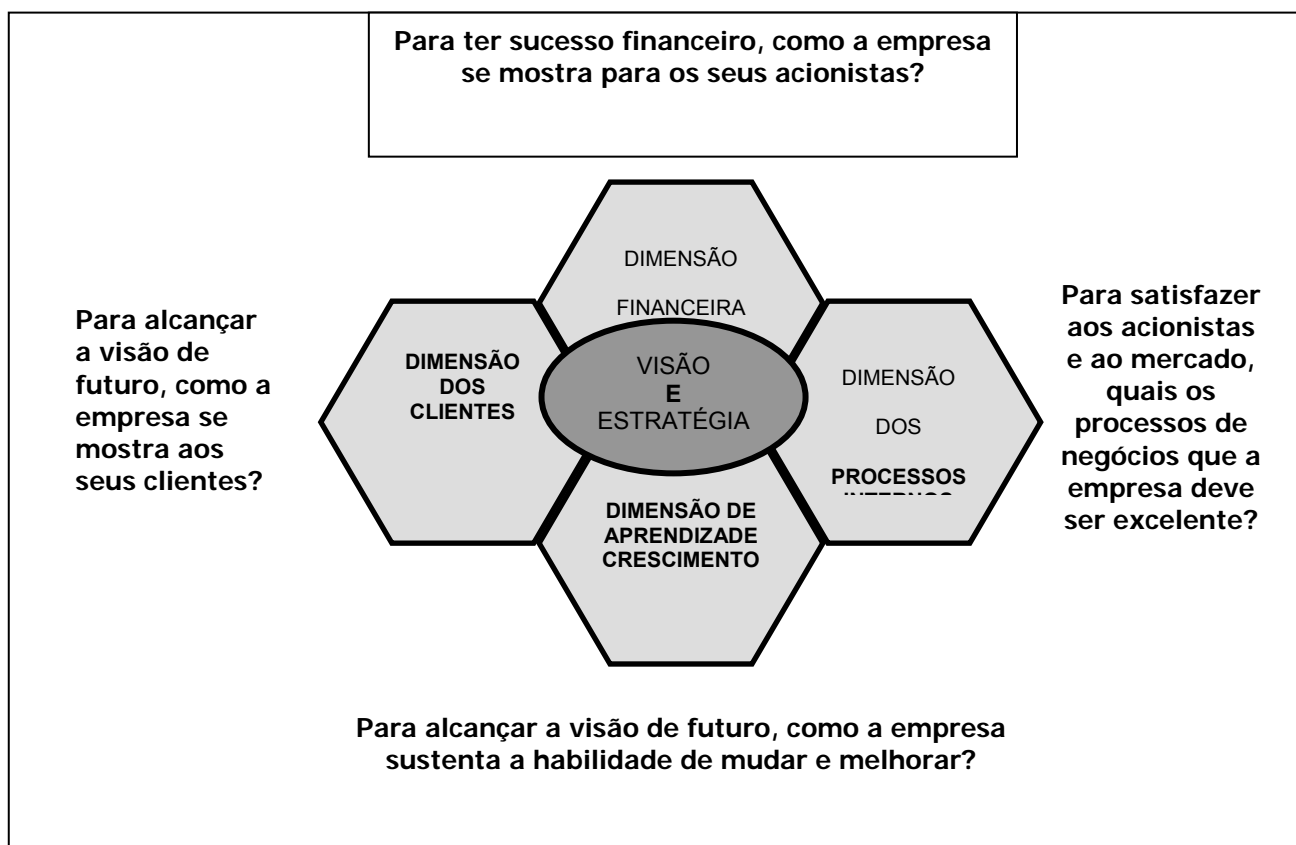 Para ter sucesso financeiro, como a empresa
se mostra para os seus acionistas?
DIMENSÃO
FINANCEIRA
Para alcançar
a visão de
futuro, como a
empresa se
mostra aos
seus clientes?
DIMENSÃO
DOS
CLIENTES
VISÃO
E
ESTRATÉGIA
DIMENSÃO
DOS
PROCESSOS
INTERNOS
Para satisfazer
aos acionistas
e ao mercado,
quais os
processos de
negócios que a
empresa deve
ser excelente?
DIMENSÃO DE
APRENDIZADE
CRESCIMENTO
Para alcançar a visão de futuro, como a empresa
sustenta a habilidade de mudar e melhorar?